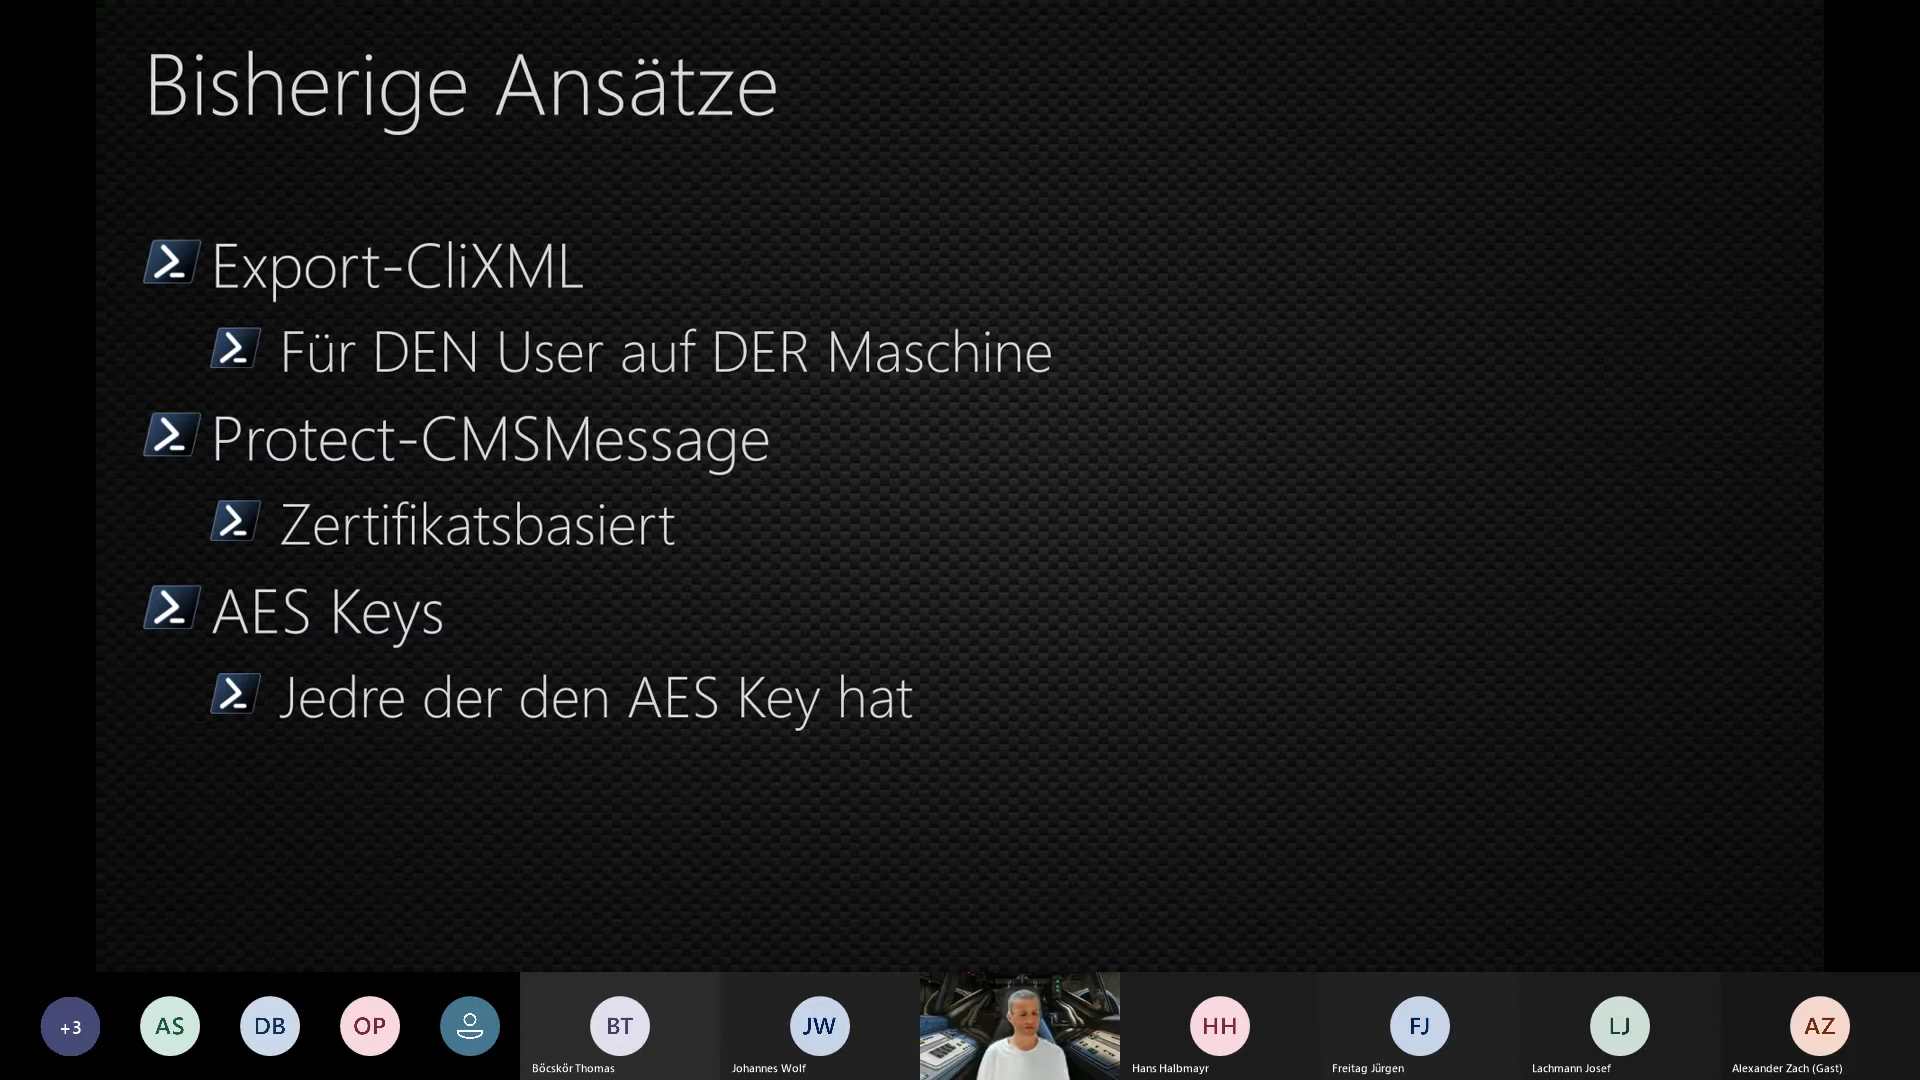 Bisherige Ansätze
Export-CliXML
Für DEN User auf DER Maschine
Protect-CMSMessage
Zertifikatsbasiert
AES Keys
Jedre der den AES Key hat
+3
AS
DB
OP
BT
JW
HH
FJ
LJ
AZ
Böcskör Thomas
Johannes Wolf
Hans Halbmayr
Freitag Jürgen
Lachmann Josef
Alexander Zach (Gast)